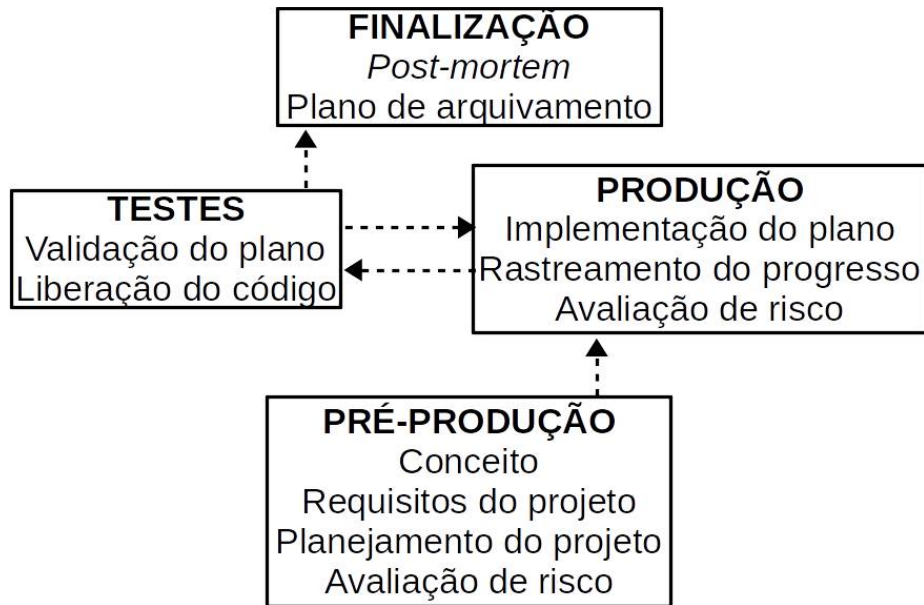 FINALIZAÇÃO
Post-mortem
Plano de arquivamento
TESTES
Validação do plano
Liberação do código
PRODUÇÃO
Implementação do plano
Rastreamento do progresso
Avaliação de risco
PRÉ-PRODUÇÃO
Conceito
Requisitos do projeto
Planejamento do projeto
Avaliação de risco